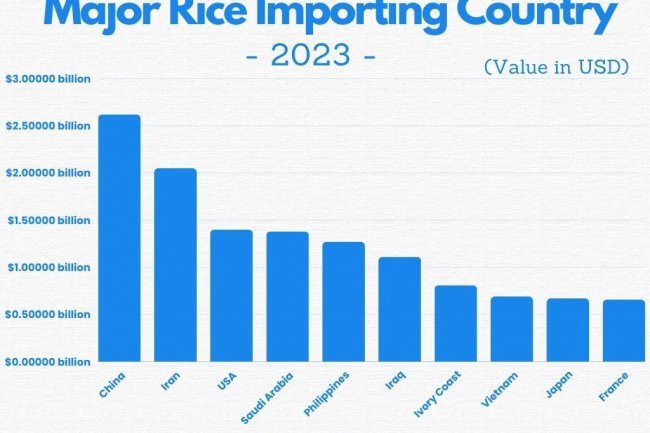 Major Rice Importing Country
- 2023 -
(Value in USD)
$3.00000 billion
$2.50000 billion
$2.00000 billion
$1.50000 billion
$1.00000 billion
$0.50000 billion
$0.00000 billion
China
Iran
USA
Saudi Arabia
Philippines
Iraq
Ivory Coast
Vietnam
Japan
France